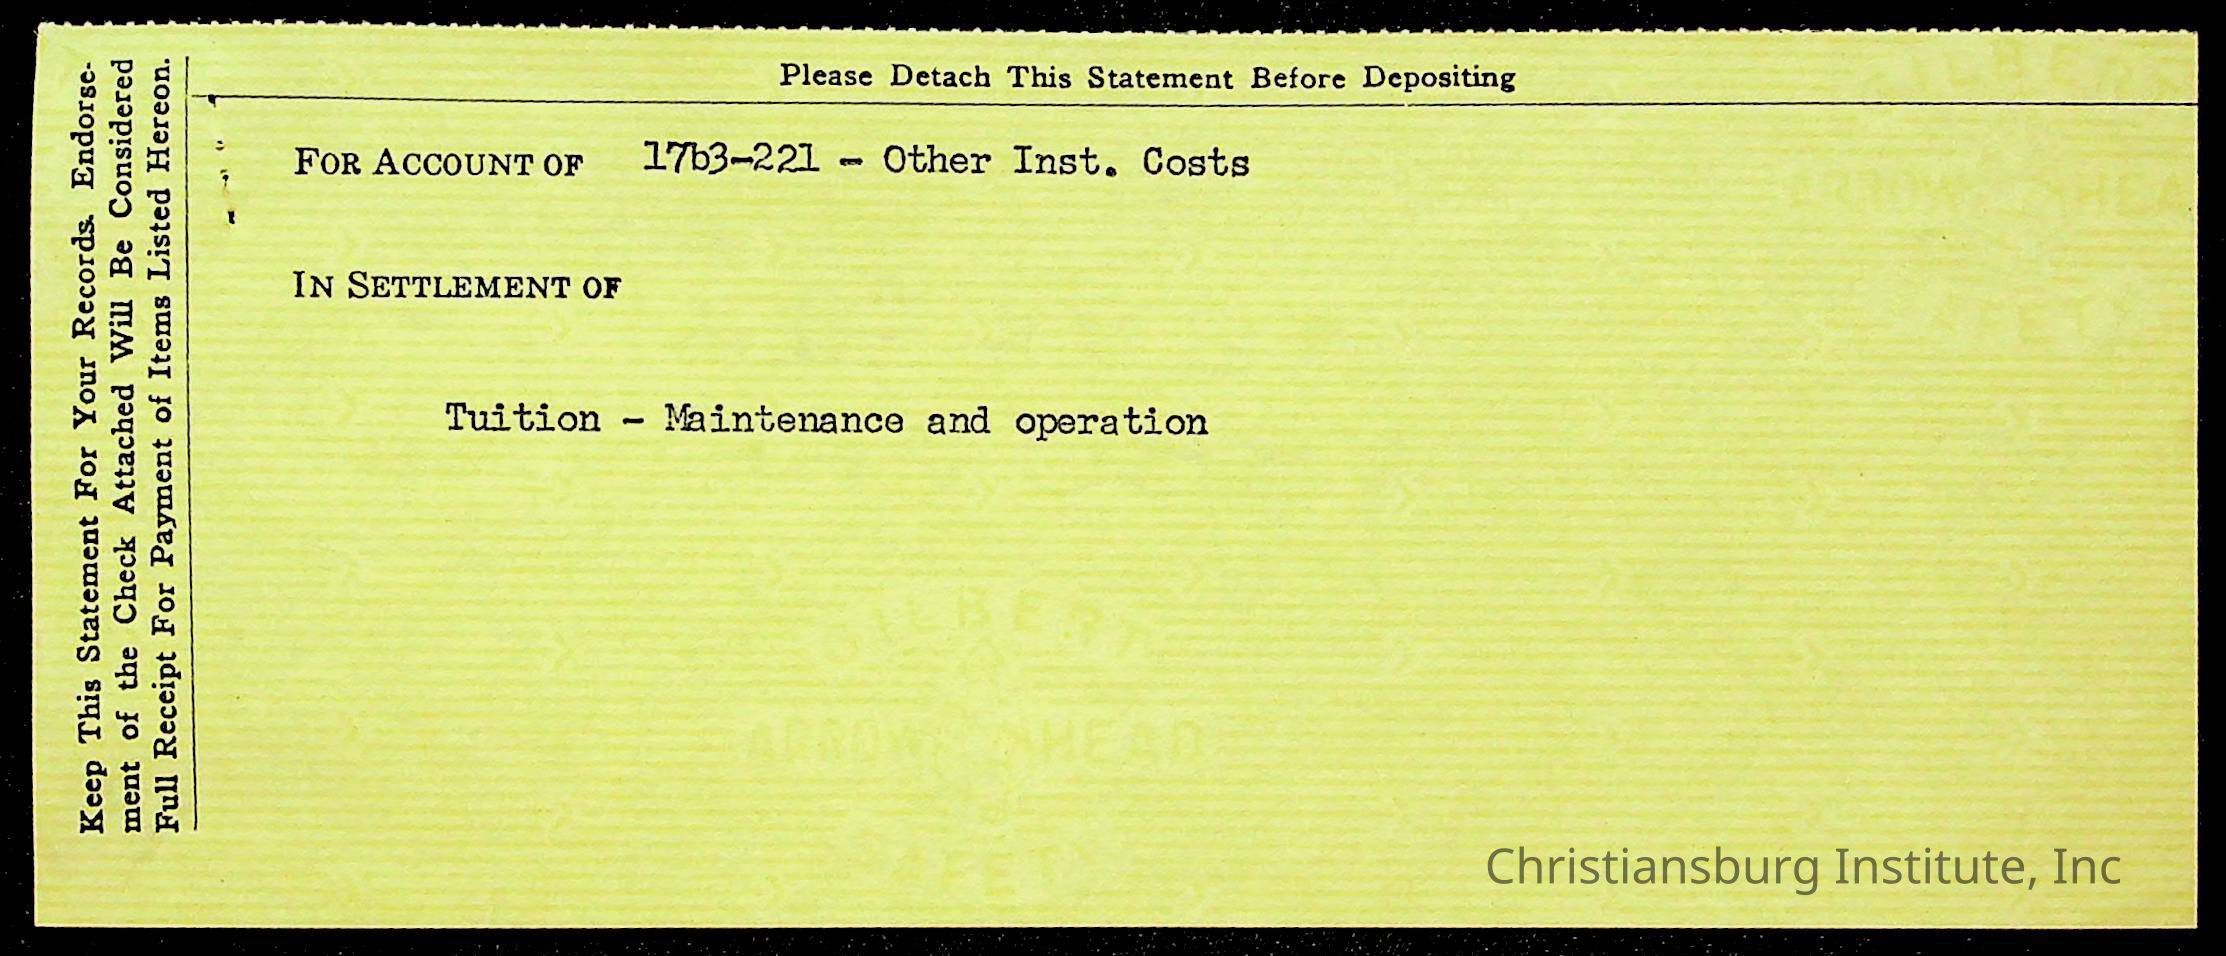 Please Detach This Statement Before Depositing
FOR ACCOUNT OF 17b3-221 - Other Inst. Costs
IN SETTLEMENT OF
Tuition - Maintenance and operation
Keep This Statement For Your Records. Endorse-
ment of the Check Attached Will Be Considered
Full Receipt For Payment of Items Listed Hereon.
ARROWHEAD
Christiansburg Institute, Inc